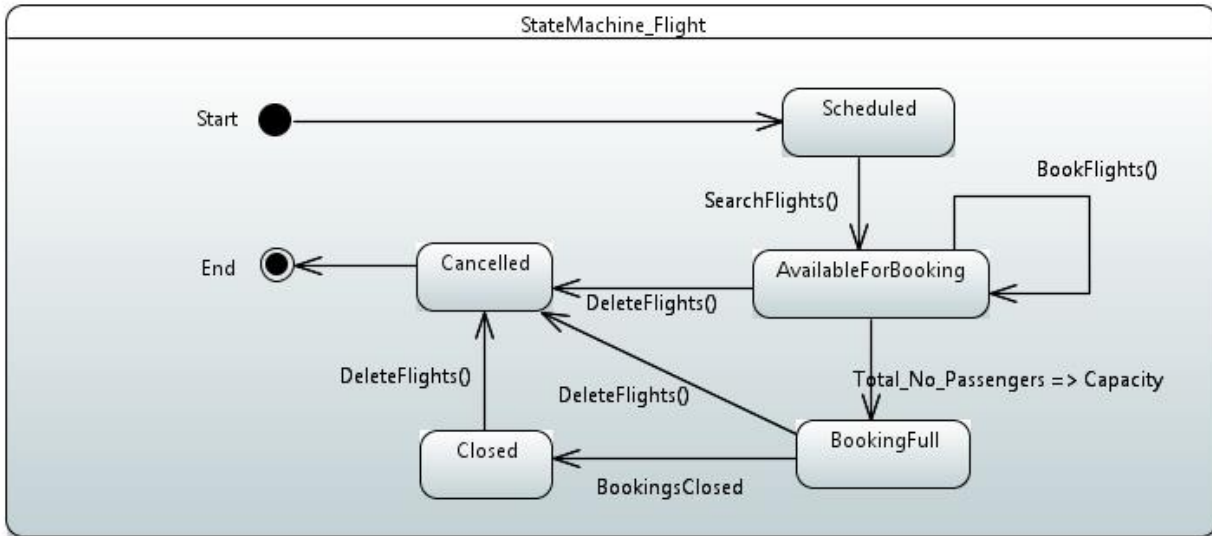 StateMachine_Flight
Start
Scheduled
BookFlights()
SearchFlights()
End
Cancelled
AvailableForBooking
DeleteFlights()
DeleteFlights()
DeleteFlights()
Total_No_Passengers => Capacity
Closed
BookingFull
BookingsClosed